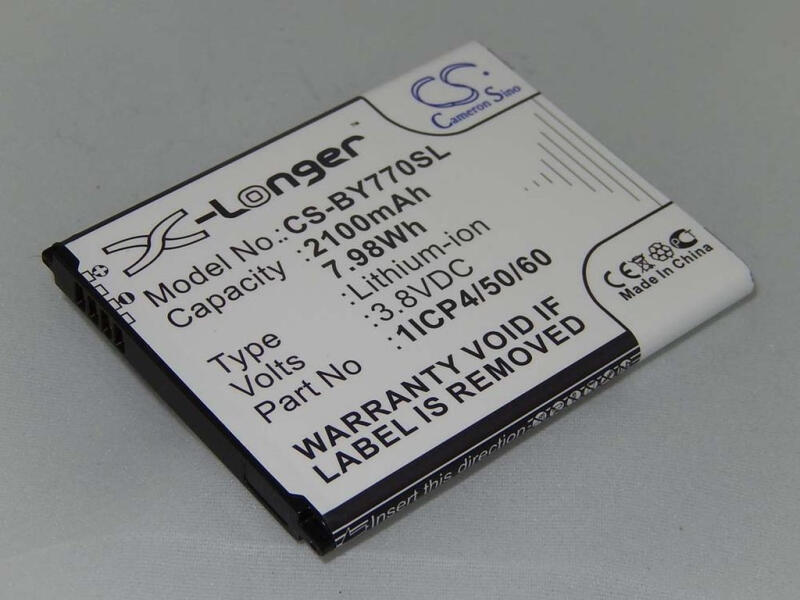 CS
Cameron Sino
X-Longer™
Model No.: CS-BY770SL
Capacity : 2100mAh
7.98Wh
Type : Lithium-ion
Volts : 3.8VDC
Part No : 1ICP4/50/60
WARRANTY VOID IF
LABEL IS REMOVED
CE
Made in China
Insert this direction